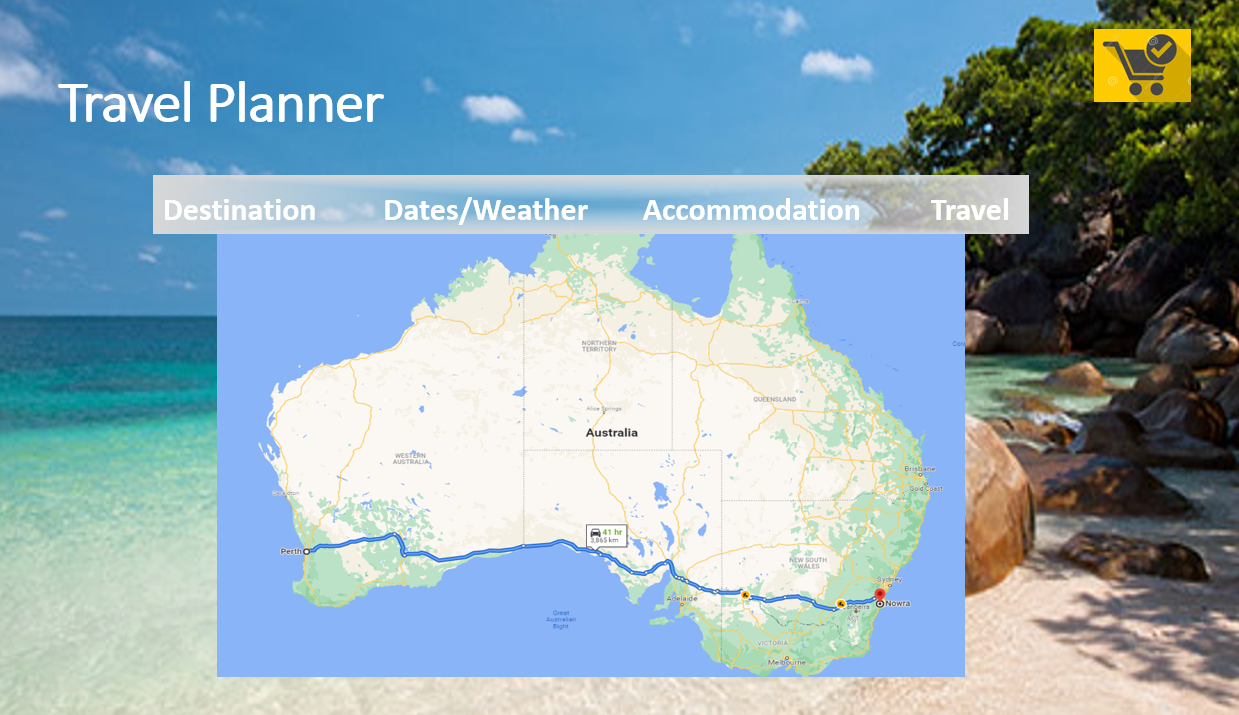 Travel Planner
Destination Dates/Weather Accommodation Travel
NORTHERN
TERRITORY
QUEENSLAND
Alice Springs
Australia
WESTERN
AUSTRALIA
Brisbane
Gold Coast
41 hr
3,865 km
Perth
NEW SOUTH
WALES
Sydney
Adelaide
Nowra
Great
Australian
Bight
VICTORIA
Melbourne